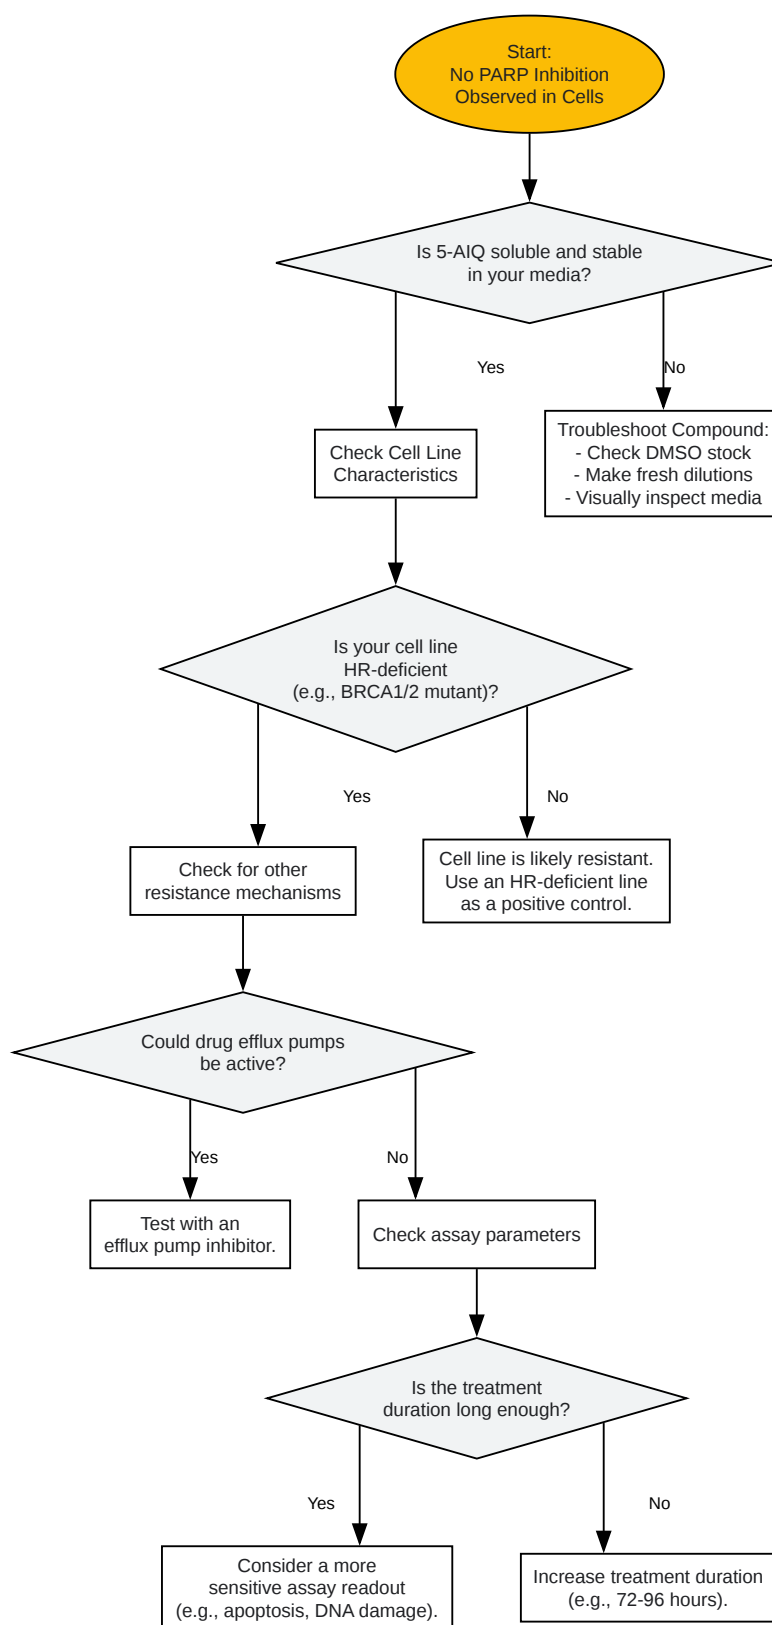 Start:
No PARP Inhibition
Observed in Cells
Is 5-AIQ soluble and stable
in your media?
Yes
No
Check Cell Line
Characteristics
Troubleshoot Compound:
- Check DMSO stock
- Make fresh dilutions
- Visually inspect media
Is your cell line
HR-deficient
(e.g., BRCA1/2 mutant)?
Yes
No
Check for other
resistance mechanisms
Cell line is likely resistant.
Use an HR-deficient line
as a positive control.
Could drug efflux pumps
be active?
Yes
No
Test with an
efflux pump inhibitor.
Check assay parameters
Is the treatment
duration long enough?
Yes
No
Consider a more
sensitive assay readout
(e.g., apoptosis, DNA damage).
Increase treatment duration
(e.g., 72-96 hours).